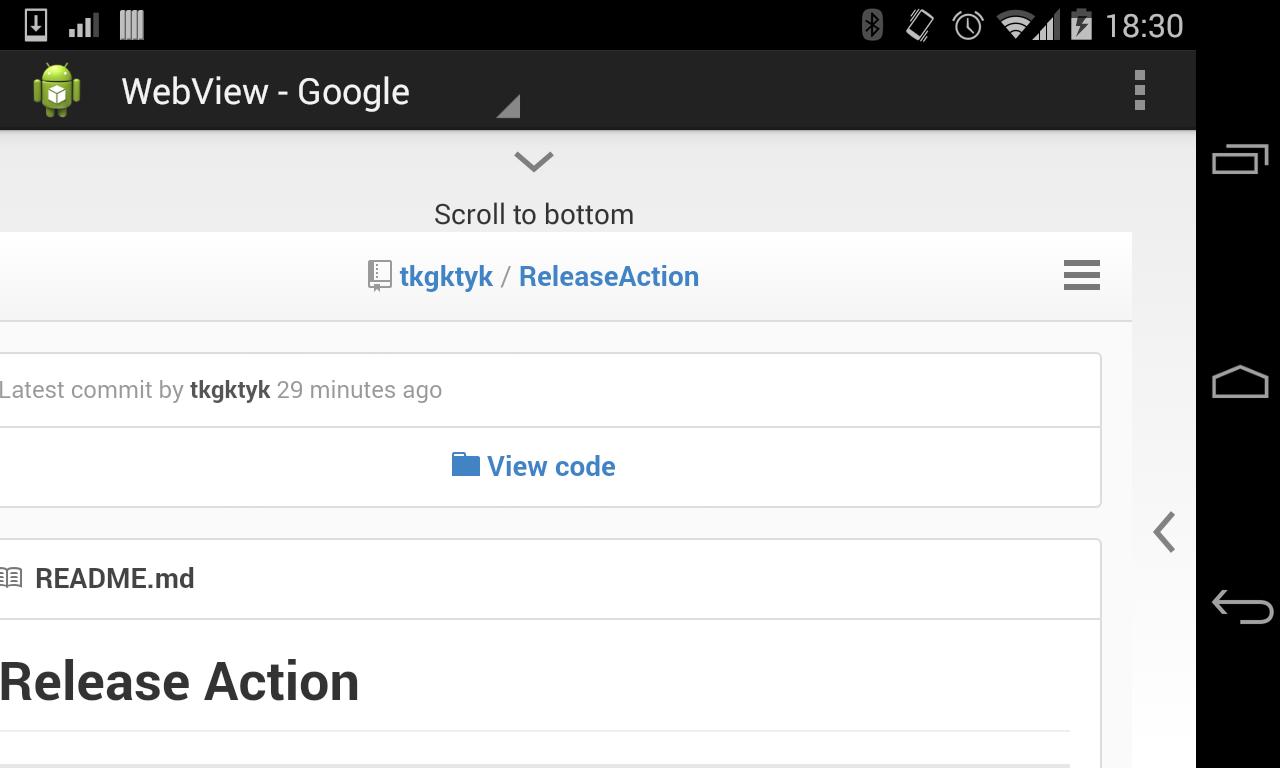 18:30
WebView - Google
Scroll to bottom
tkgktyk / ReleaseAction
Latest commit by tkgktyk 29 minutes ago
View code
README.md
Release Action